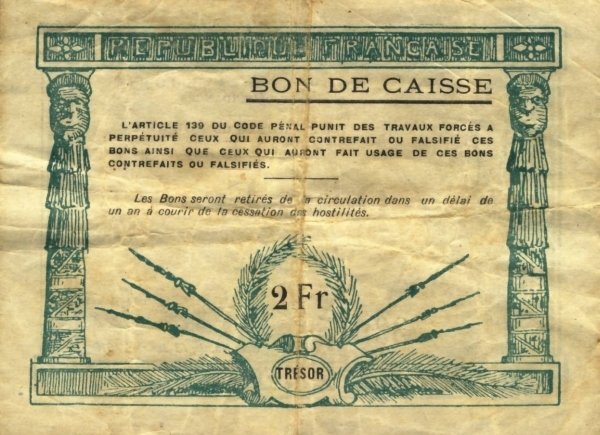 REPUBLIQUE FRANÇAISE
BON DE CAISSE
L'ARTICLE 139 DU CODE PÉNAL PUNIT DES TRAVAUX FORCÉS A
PERPÉTUITÉ CEUX QUI AURONT CONTREFAIT OU FALSIFIÉ CES
BONS AINSI QUE CEUX QUI AURONT FAIT USAGE DE CES BONS
CONTREFAITS OU FALSIFIÉS.
Les Bons seront retirés de la circulation dans un délai de
un an à courir de la cessation des hostilités.
2 Fr
TRÉSOR